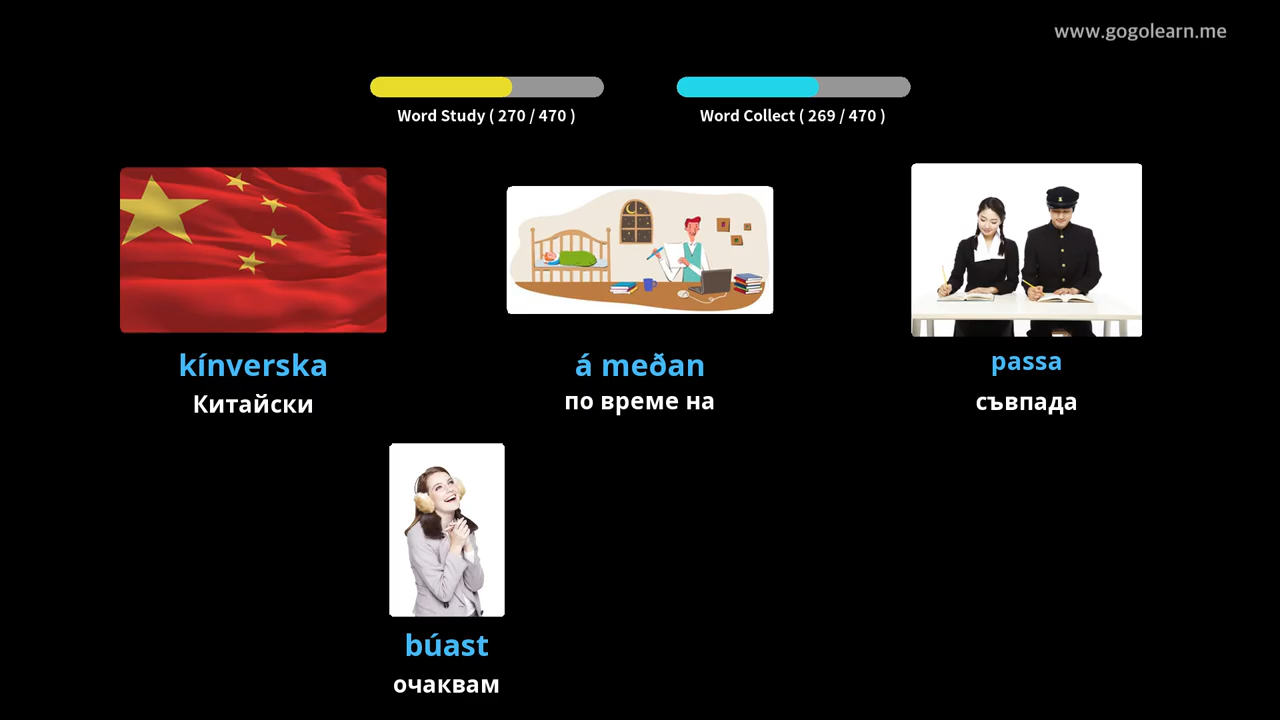 www.gogolearn.me
Word Study ( 270 / 470 )
Word Collect ( 269 / 470 )
kínverska
Китайски
á meðan
по време на
passa
съвпада
búast
очаквам